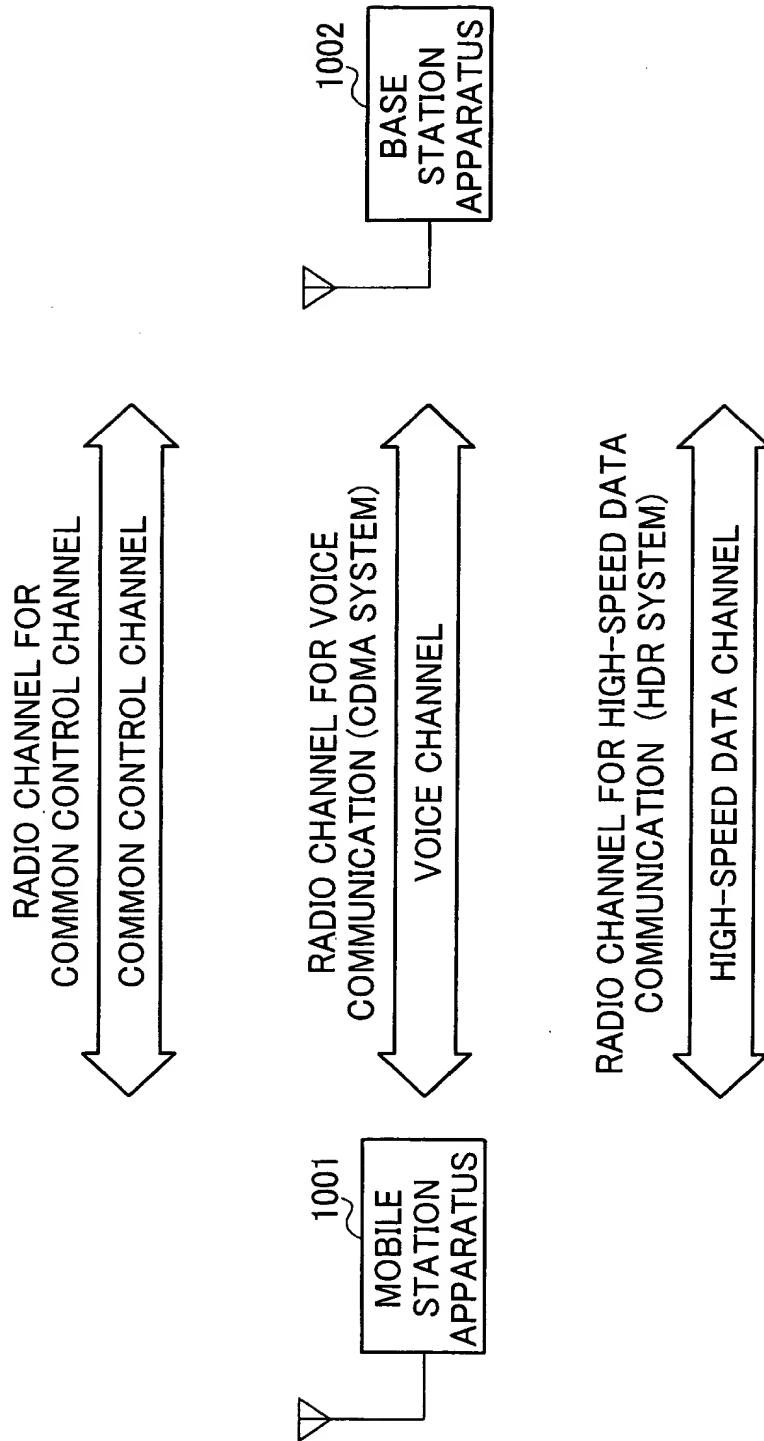 RADIO CHANNEL FOR
COMMON CONTROL CHANNEL
COMMON CONTROL CHANNEL
1001
MOBILE
STATION
APPARATUS
RADIO CHANNEL FOR VOICE
COMMUNICATION (CDMA SYSTEM)
VOICE CHANNEL
1002
BASE
STATION
APPARATUS
RADIO CHANNEL FOR HIGH-SPEED DATA
COMMUNICATION (HDR SYSTEM)
HIGH-SPEED DATA CHANNEL